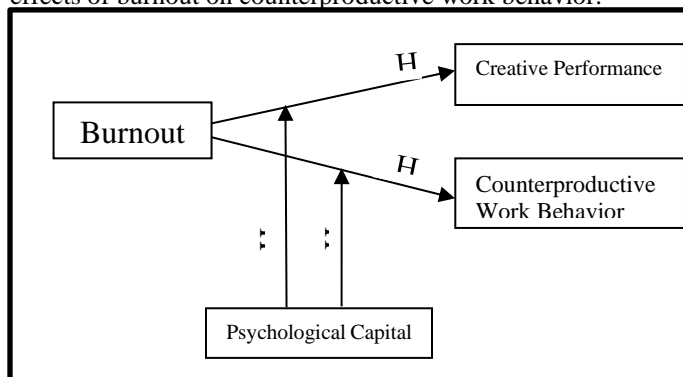 effects of burnout on counterproductive work behavior.
H
Creative Performance
Burnout
H
Counterproductive
Work Behavior
Psychological Capital